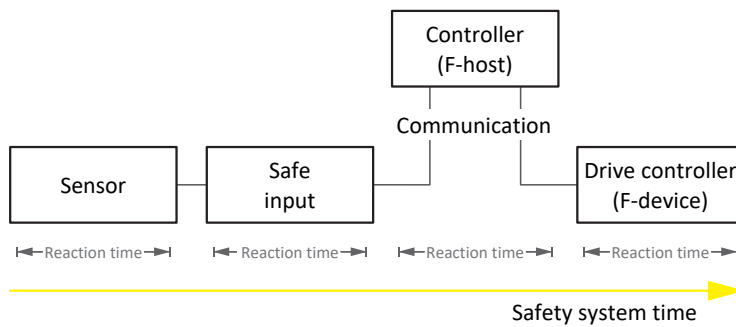 Controller
(F-host)
Communication
Sensor
Safe
input
Drive controller
(F-device)
Reaction time
Reaction time
Reaction time
Reaction time
Safety system time